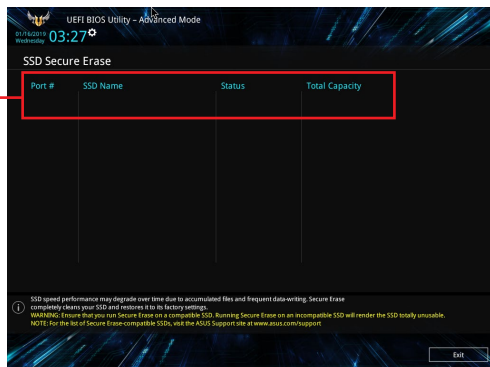 UEFI BIOS Utility – Advanced Mode
01/16/2019
Wednesday
03:27
SSD Secure Erase
Port # SSD Name Status Total Capacity
SSD speed performance may degrade over time due to accumulated files and frequent data-writing. Secure Erase
completely cleans your SSD and restores it to its factory settings.
WARNING: Ensure that you run Secure Erase on a compatible SSD. Running Secure Erase on an incompatible SSD will render the SSD totally unusable.
NOTE: For the list of Secure Erase-compatible SSDs, visit the ASUS Support site at www.asus.com/support
Exit